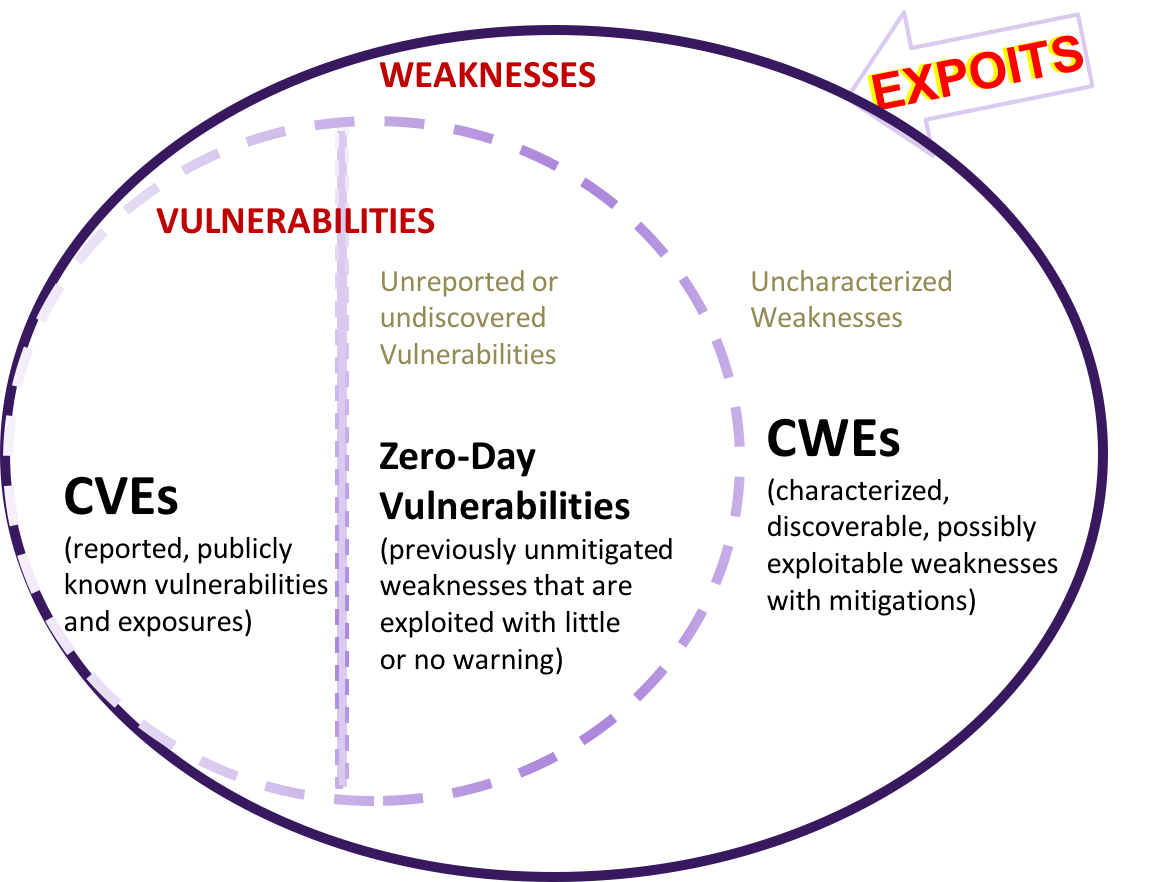 EXPOITS
WEAKNESSES
VULNERABILITIES
Unreported or
undiscovered
Vulnerabilities
Uncharacterized
Weaknesses
CVEs
(reported, publicly
known vulnerabilities
and exposures)
Zero-Day
Vulnerabilities
(previously unmitigated
weaknesses that are
exploited with little
or no warning)
CWEs
(characterized,
discoverable, possibly
exploitable weaknesses
with mitigations)